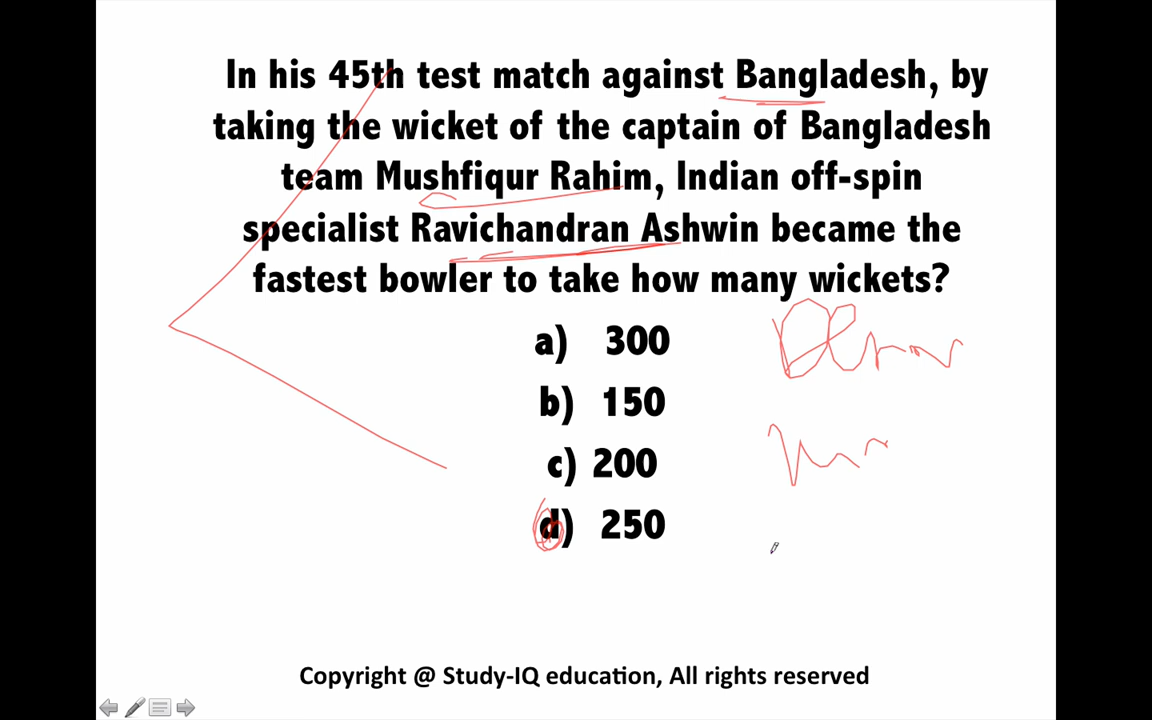 In his 45th test match against Bangladesh, by
taking the wicket of the captain of Bangladesh
team Mushfiqur Rahim, Indian off-spin
specialist Ravichandran Ashwin became the
fastest bowler to take how many wickets?
a) 300
b) 150
c) 200
d) 250
Copyright @ Study-IQ education, All rights reserved